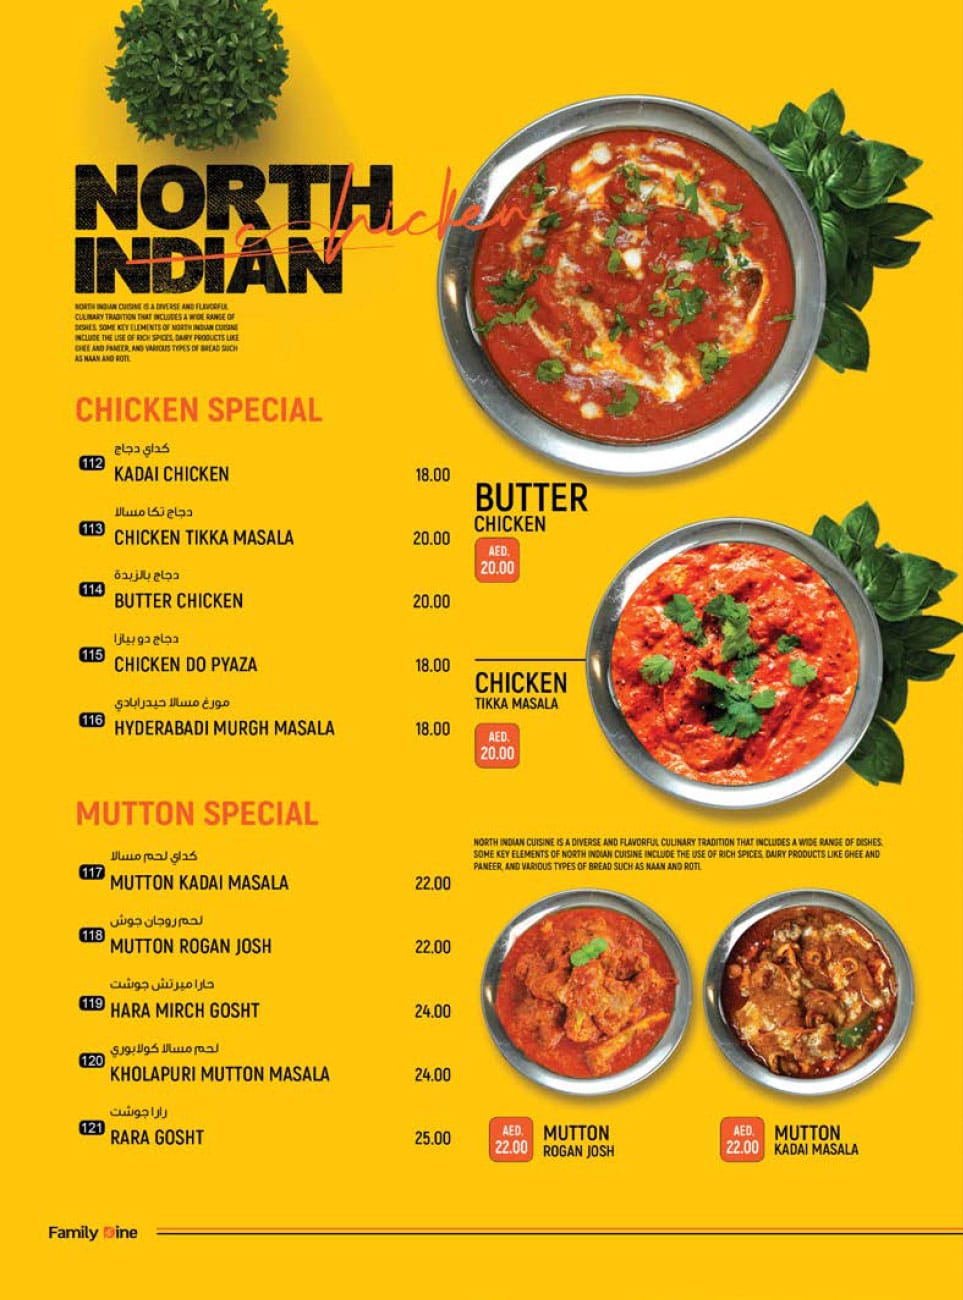 NORTH
Chicken
INDIAN
NORTH INDIAN CUISINE IS A DIVERSE AND FLAVORFUL
CULINARY TRADITION THAT INCLUDES A WIDE RANGE OF
DISHES. SOME KEY ELEMENTS OF NORTH INDIAN CUISINE
INCLUDE THE USE OF RICH SPICES, DAIRY PRODUCTS LIKE
GHEE AND PANEER, AND VARIOUS TYPES OF BREAD SUCH
AS NAAN AND ROTI.
CHICKEN SPECIAL
كداي دجاج
112 KADAI CHICKEN 18.00
دجاج تكا مسالا
113 CHICKEN TIKKA MASALA 20.00
دجاج بالزبدة
114 BUTTER CHICKEN 20.00
دجاج دو بيازا
115 CHICKEN DO PYAZA 18.00
مورغ مسالا حيدرابادي
116 HYDERABADI MURGH MASALA 18.00
MUTTON SPECIAL
كداي لحم مسالا
117 MUTTON KADAI MASALA 22.00
لحم روجان جوش
118 MUTTON ROGAN JOSH 22.00
حارا ميرتش جوشت
119 HARA MIRCH GOSHT 24.00
لحم مسالا كولابوري
120 KHOLAPURI MUTTON MASALA 24.00
رارا جوشت
121 RARA GOSHT 25.00
BUTTER
CHICKEN
AED.
20.00
CHICKEN
TIKKA MASALA
AED.
20.00
NORTH INDIAN CUISINE IS A DIVERSE AND FLAVORFUL CULINARY TRADITION THAT INCLUDES A WIDE RANGE OF DISHES.
SOME KEY ELEMENTS OF NORTH INDIAN CUISINE INCLUDE THE USE OF RICH SPICES, DAIRY PRODUCTS LIKE GHEE AND
PANEER, AND VARIOUS TYPES OF BREAD SUCH AS NAAN AND ROTI.
AED.
22.00
MUTTON
ROGAN JOSH
AED.
22.00
MUTTON
KADAI MASALA
Family Dine